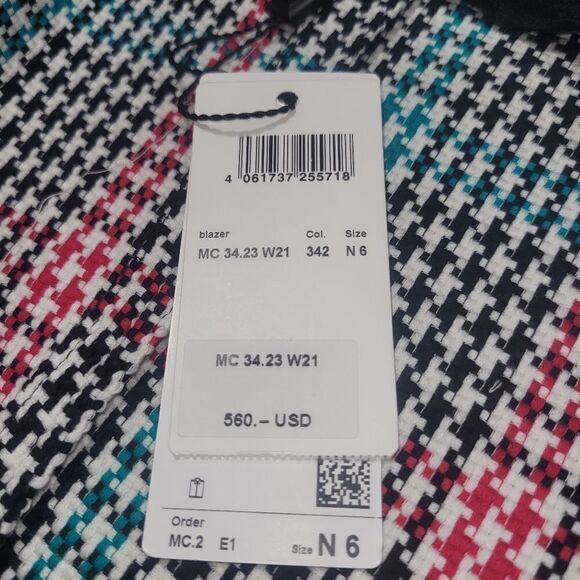 4 061737 255718
blazer Col. Size
MC 34.23 W21 342 N 6
MC 34.23 W21
560.– USD
Order
MC.2 E1 Size N 6